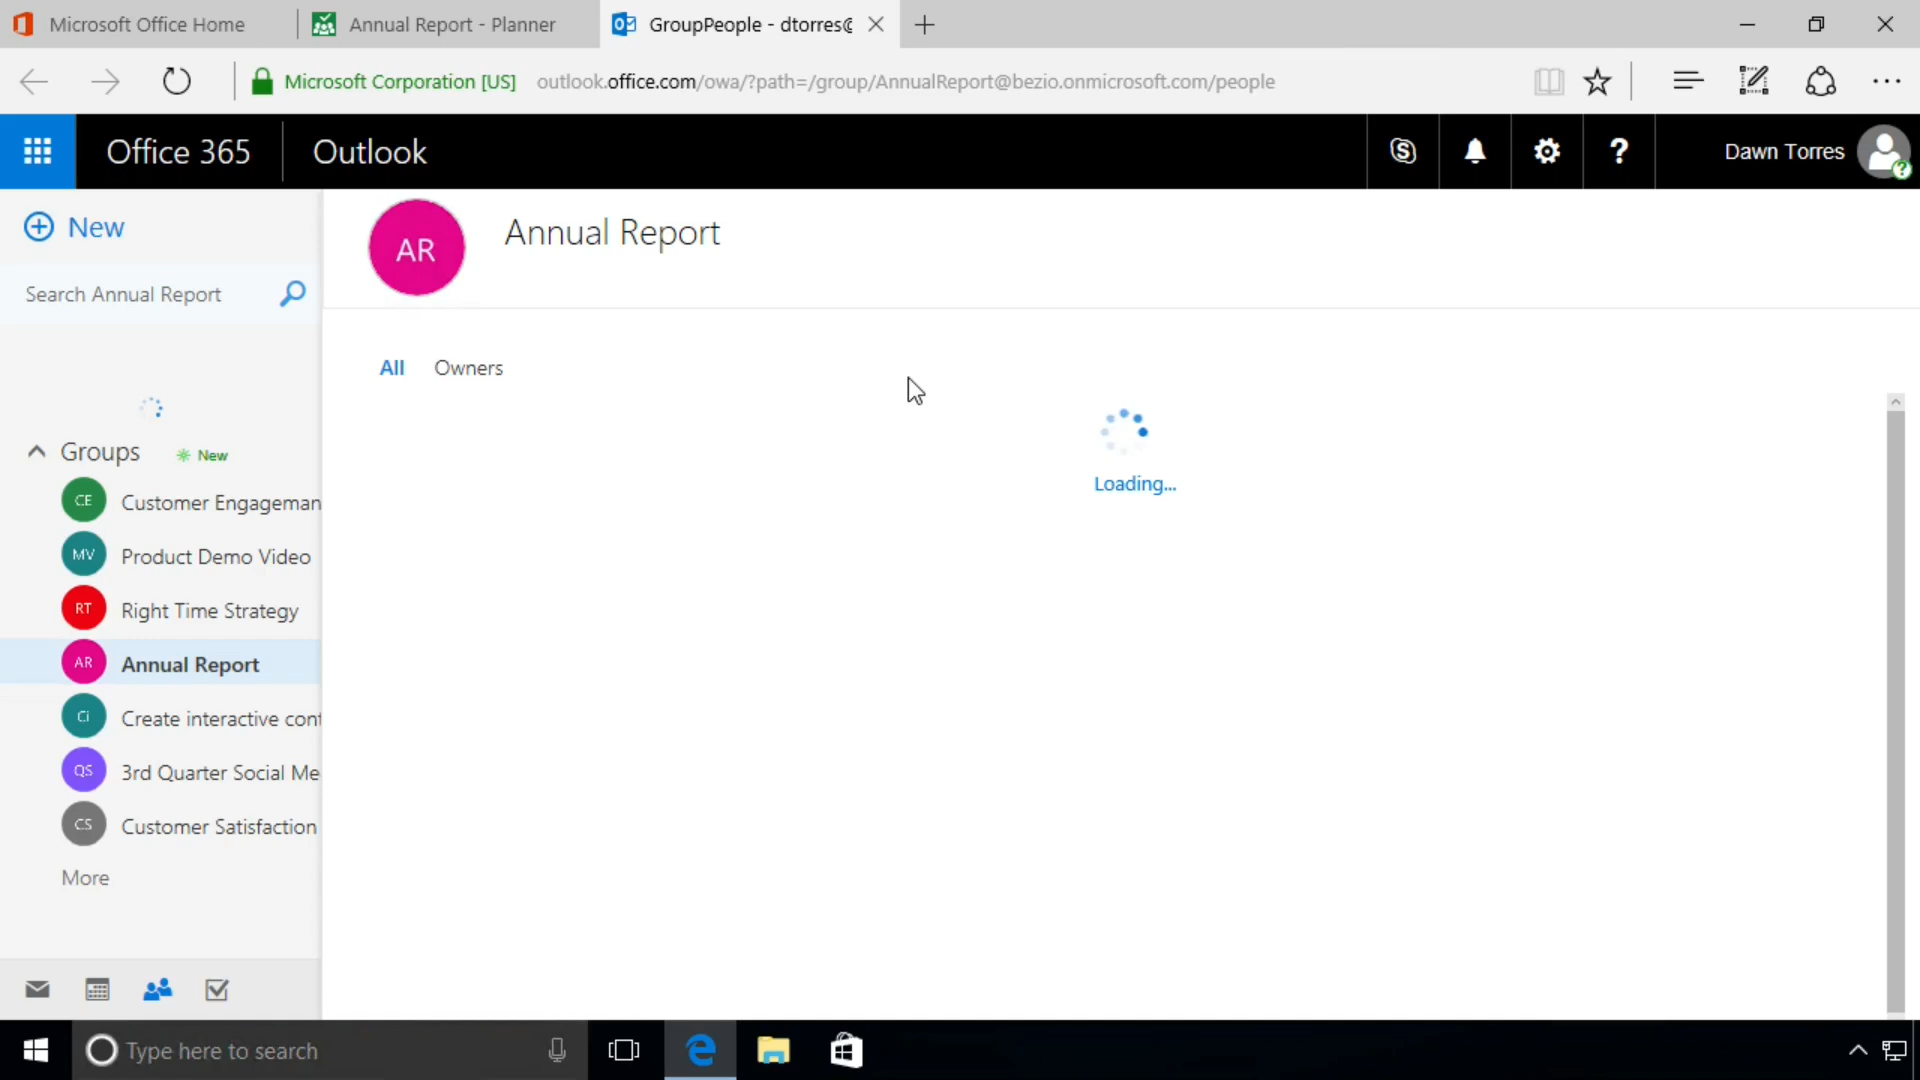 Microsoft Office Home
Annual Report - Planner
GroupPeople - dtorres@
Microsoft Corporation [US]
outlook.office.com/owa/?path=/group/AnnualReport@bezio.onmicrosoft.com/people
Office 365
Outlook
Dawn Torres
New
Search Annual Report
AR
Annual Report
All
Owners
Loading...
Groups
New
CE
Customer Engageman
MV
Product Demo Video
RT
Right Time Strategy
AR
Annual Report
Ci
Create interactive cont
QS
3rd Quarter Social Me
CS
Customer Satisfaction
More
Type here to search